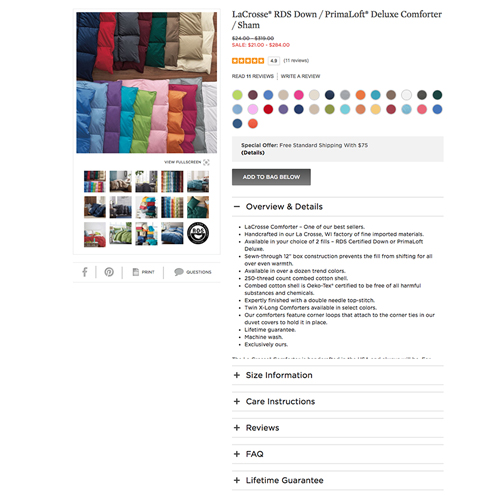 LaCrosse® RDS Down / PrimaLoft® Deluxe Comforter
/ Sham
$24.00 - $319.00
SALE: $21.00 - $284.00
4.9 (11 reviews)
READ 11 REVIEWS | WRITE A REVIEW
Special Offer: Free Standard Shipping With $75
(Details)
VIEW FULLSCREEN
ADD TO BAG BELOW
RDS
PRINT
QUESTIONS
Overview & Details
• LaCrosse Comforter – One of our best sellers.
• Handcrafted in our La Crosse, WI factory of fine imported materials.
• Available in your choice of 2 fills – RDS Certified Down or PrimaLoft
Deluxe.
• Sewn-through 12" box construction prevents the fill from shifting for all
over even warmth.
• Available in over a dozen trend colors.
• 250-thread count combed cotton shell.
• Combed cotton shell is Oeko-Tex® certified to be free of all harmful
substances and chemicals.
• Expertly finished with a double needle top-stitch.
• Twin X-Long Comforters available in select colors.
• Our comforters feature corner loops that attach to the corner ties in our
duvet covers to hold it in place.
• Lifetime guarantee.
• Machine wash.
• Exclusively ours.
Size Information
Care Instructions
Reviews
FAQ
Lifetime Guarantee